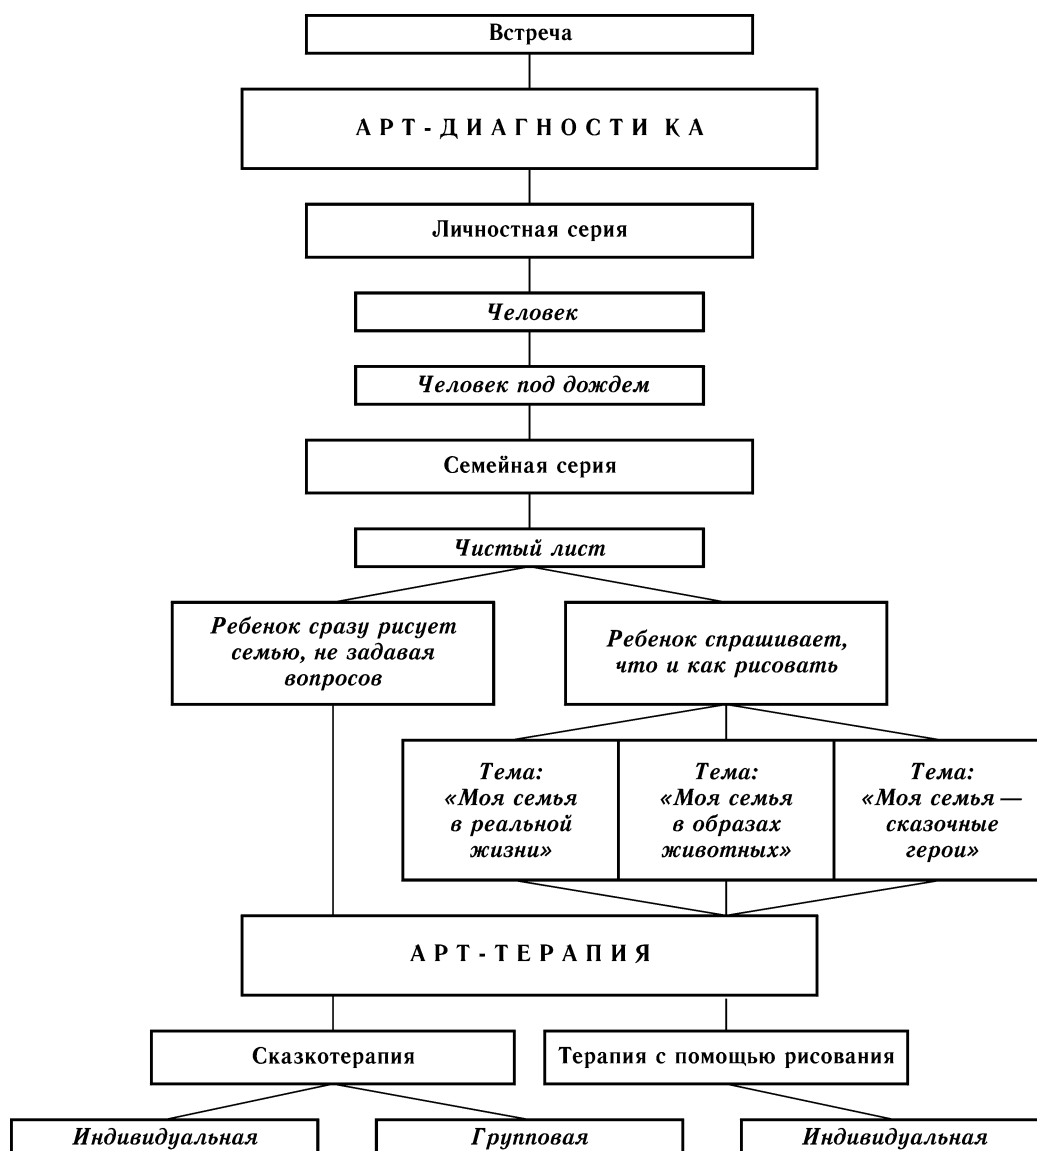 Встреча
АРТ-ДИАГНОСТИКА
Личностная серия
Человек
Человек под дождем
Семейная серия
Чистый лист
Ребенок сразу рисует
семью, не задавая
вопросов
Ребенок спрашивает,
что и как рисовать
Тема:
«Моя семья
в реальной
жизни»
Тема:
«Моя семья
в образах
животных»
Тема:
«Моя семья —
сказочные
герои»
АРТ-ТЕРАПИЯ
Сказкотерапия
Терапия с помощью рисования
Индивидуальная
Групповая
Индивидуальная